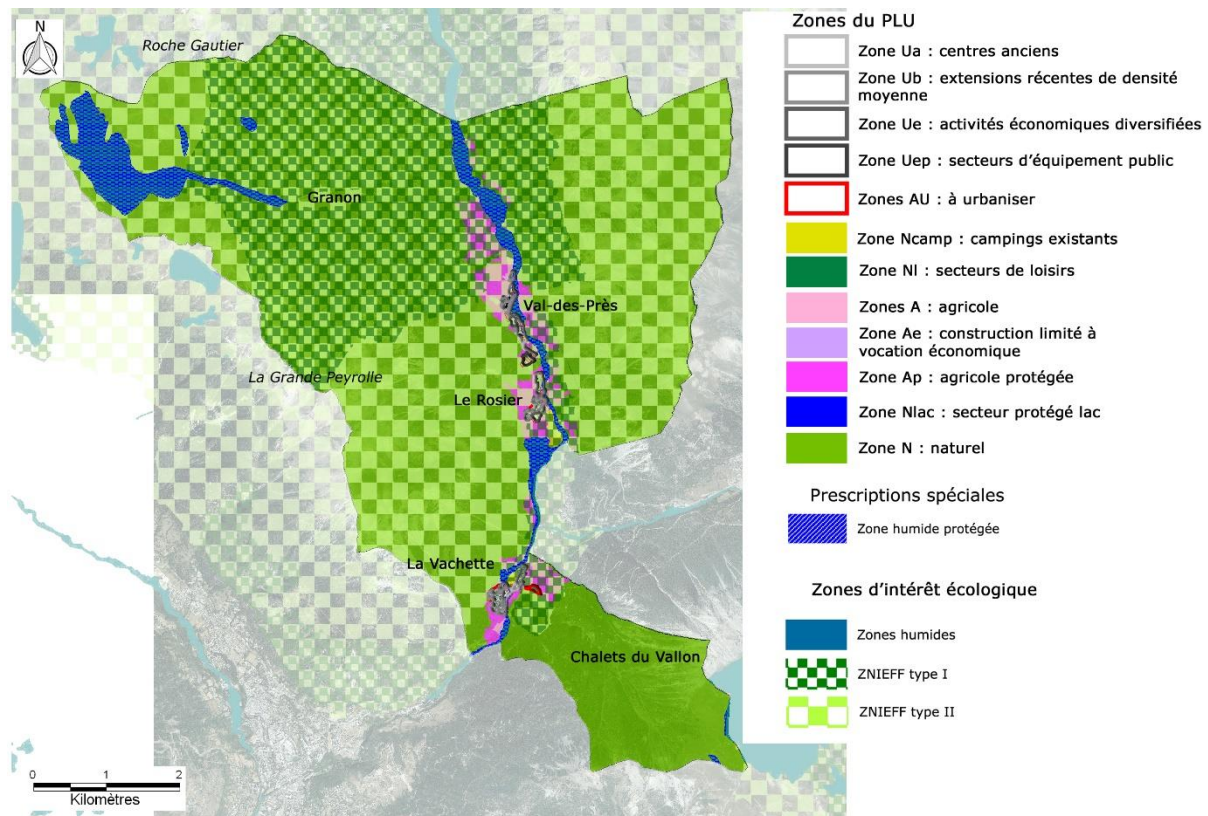 N
Roche Gautier
Granon
Val-des-Près
La Grande Peyrolle
Le Rosier
La Vachette
Chalets du Vallon
0 1 2
Kilomètres
Zones du PLU
Zone Ua : centres anciens
Zone Ub : extensions récentes de densité
moyenne
Zone Ue : activités économiques diversifiées
Zone Uep : secteurs d'équipement public
Zones AU : à urbaniser
Zone Ncamp : campings existants
Zone Nl : secteurs de loisirs
Zones A : agricole
Zone Ae : construction limité à
vocation économique
Zone Ap : agricole protégée
Zone Nlac : secteur protégé lac
Zone N : naturel
Prescriptions spéciales
Zone humide protégée
Zones d'intérêt écologique
Zones humides
ZNIEFF type I
ZNIEFF type II